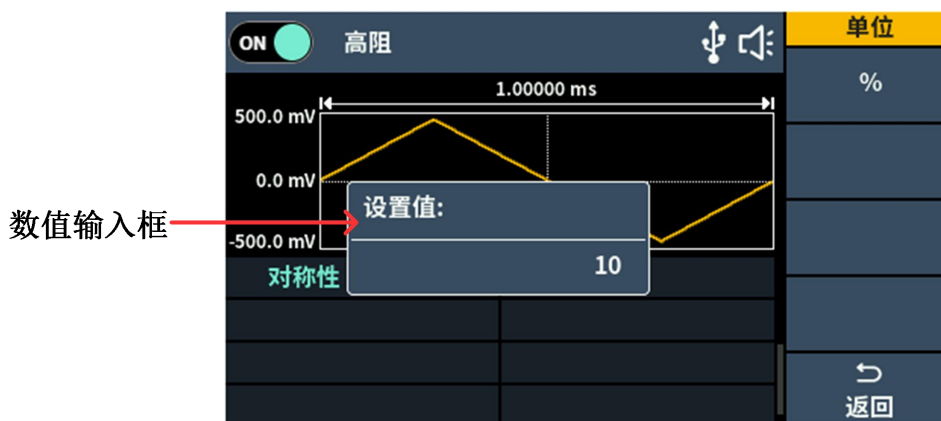 ON 高阻
单位
1.00000 ms
%
500.0 mV
0.0 mV
设置值:
数值输入框
-500.0 mV
10
对称性
返回